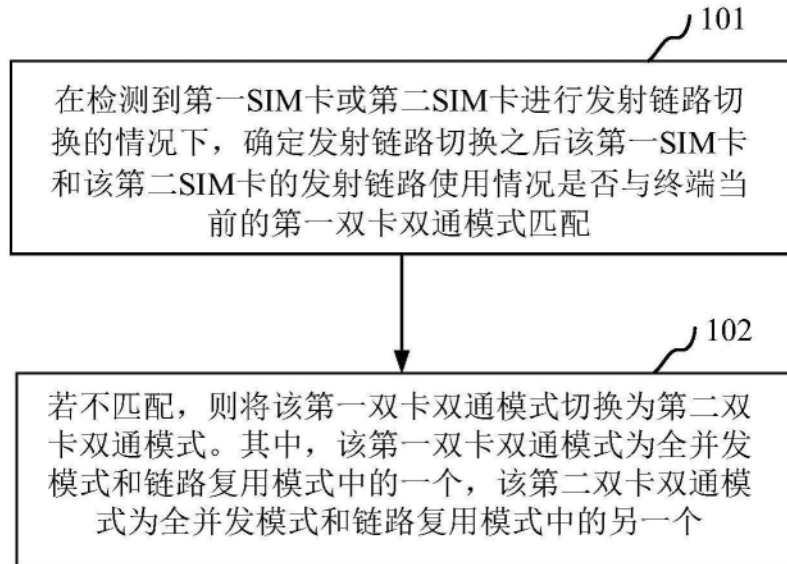 101
在检测到第一SIM卡或第二SIM卡进行发射链路切
换的情况下，确定发射链路切换之后该第一SIM卡
和该第二SIM卡的发射链路使用情况是否与终端当
前的第一双卡双通模式匹配
102
若不匹配，则将该第一双卡双通模式切换为第二双
卡双通模式。其中，该第一双卡双通模式为全并发
模式和链路复用模式中的一个，该第二双卡双通模
式为全并发模式和链路复用模式中的另一个